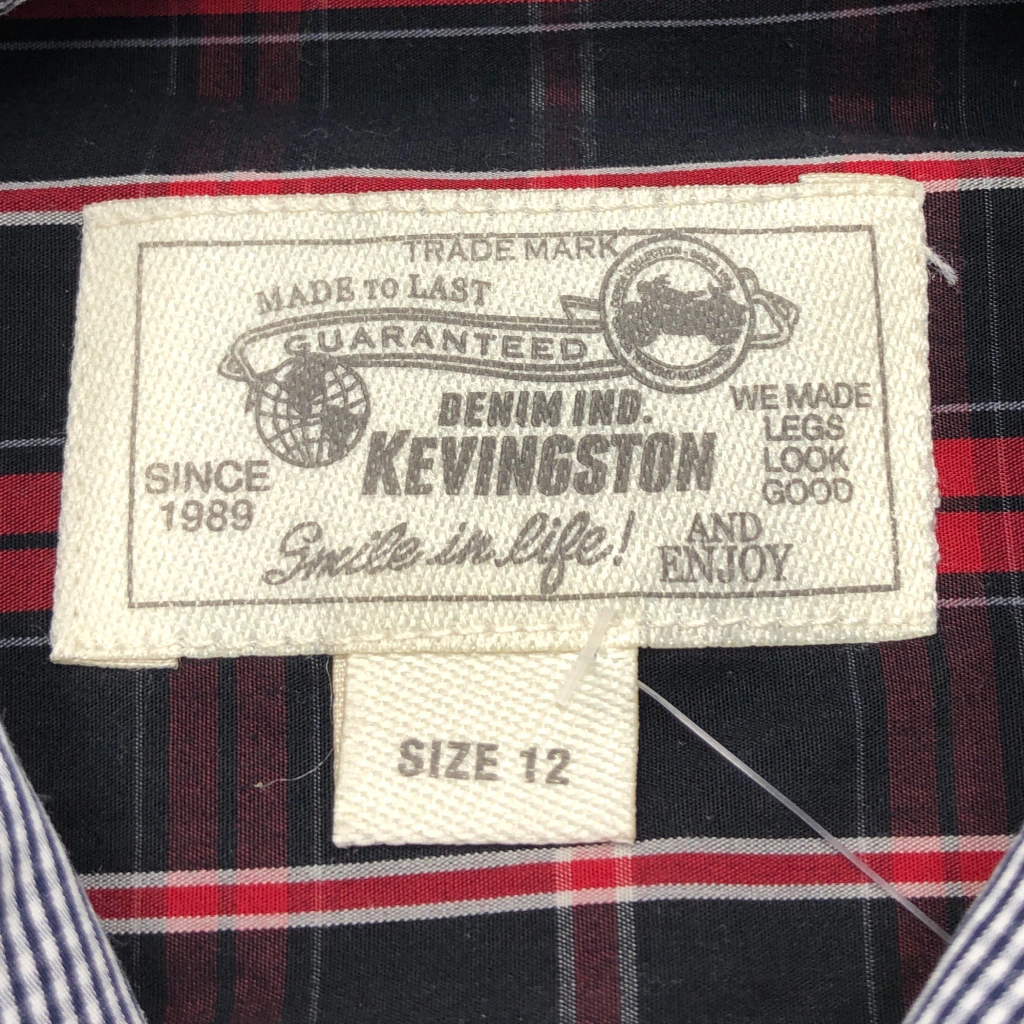 TRADE MARK
MADE TO LAST
GUARANTEED
DENIM IND.
KEVINGSTON
WE MADE
LEGS
LOOK
GOOD
SINCE
1989
Smile in life!
AND
ENJOY
SIZE 12